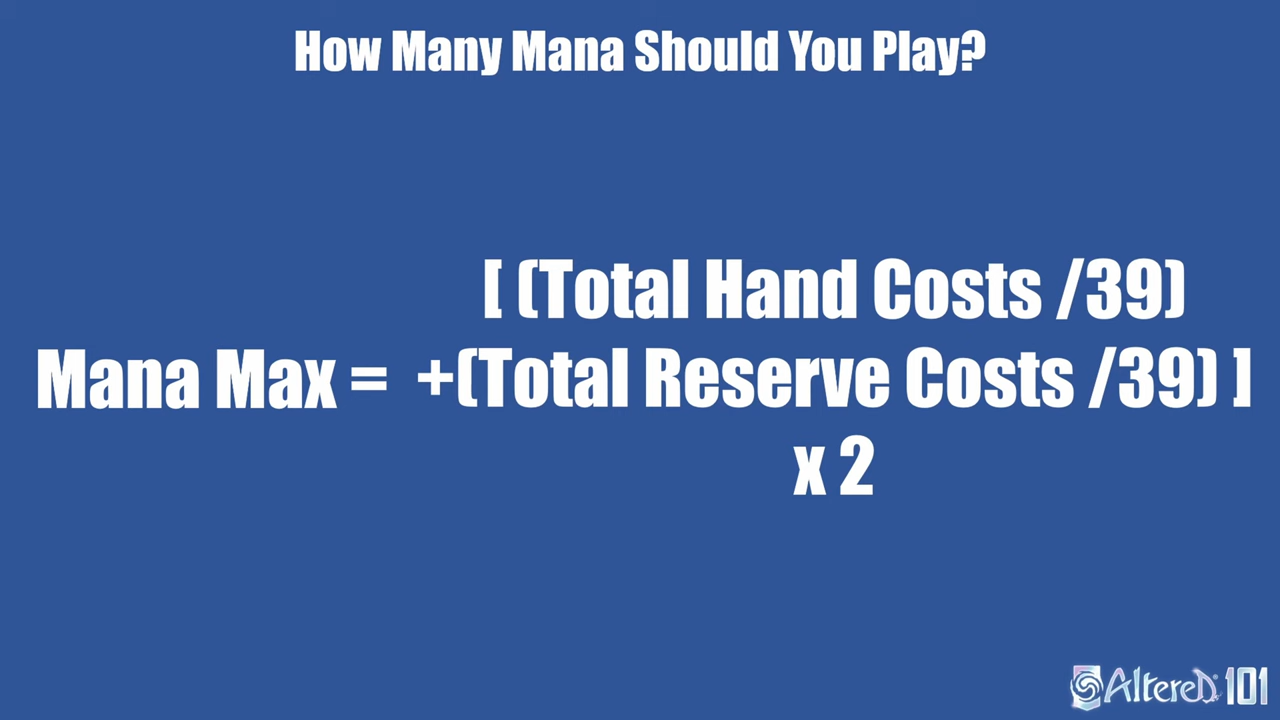 How Many Mana Should You Play?
[ (Total Hand Costs /39)
Mana Max = +(Total Reserve Costs /39) ]
x 2
Altered 101